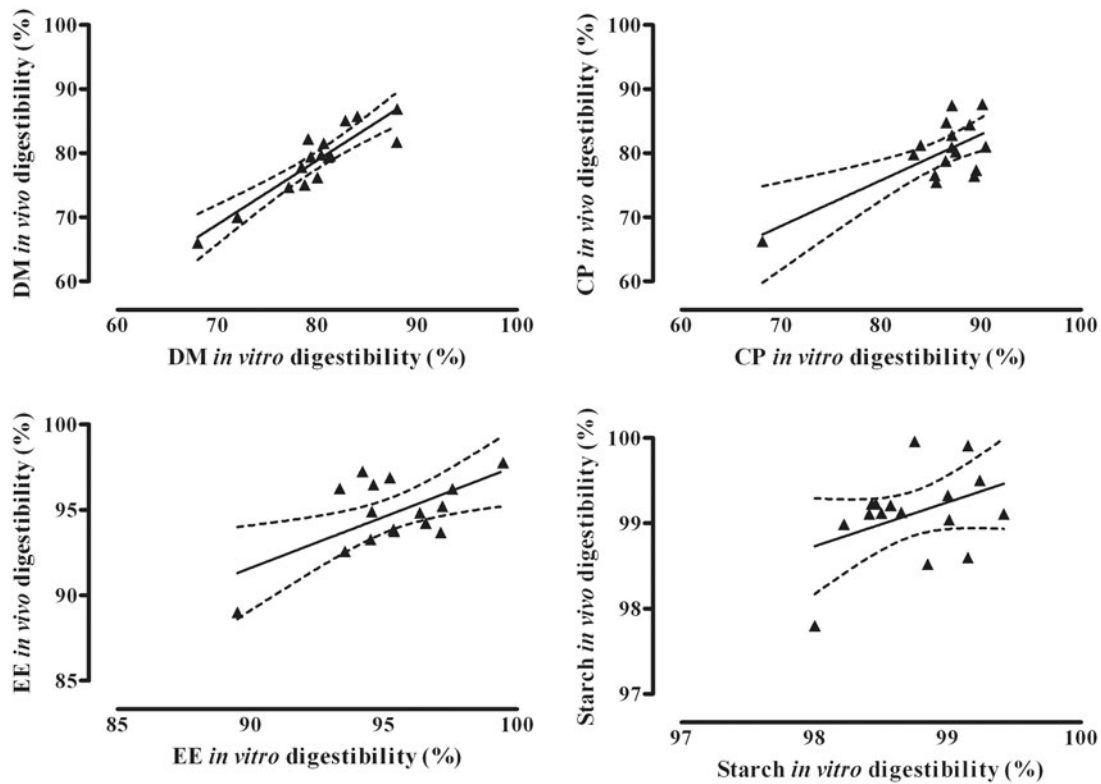 DM in vivo digestibility (%)
100
90
80
70
60
60 70 80 90 100
DM in vitro digestibility (%)
CP in vivo digestibility (%)
100
90
80
70
60
60 70 80 90 100
CP in vitro digestibility (%)
EE in vivo digestibility (%)
100
95
90
85
85 90 95 100
EE in vitro digestibility (%)
Starch in vivo digestibility (%)
100
99
98
97
97 98 99 100
Starch in vitro digestibility (%)